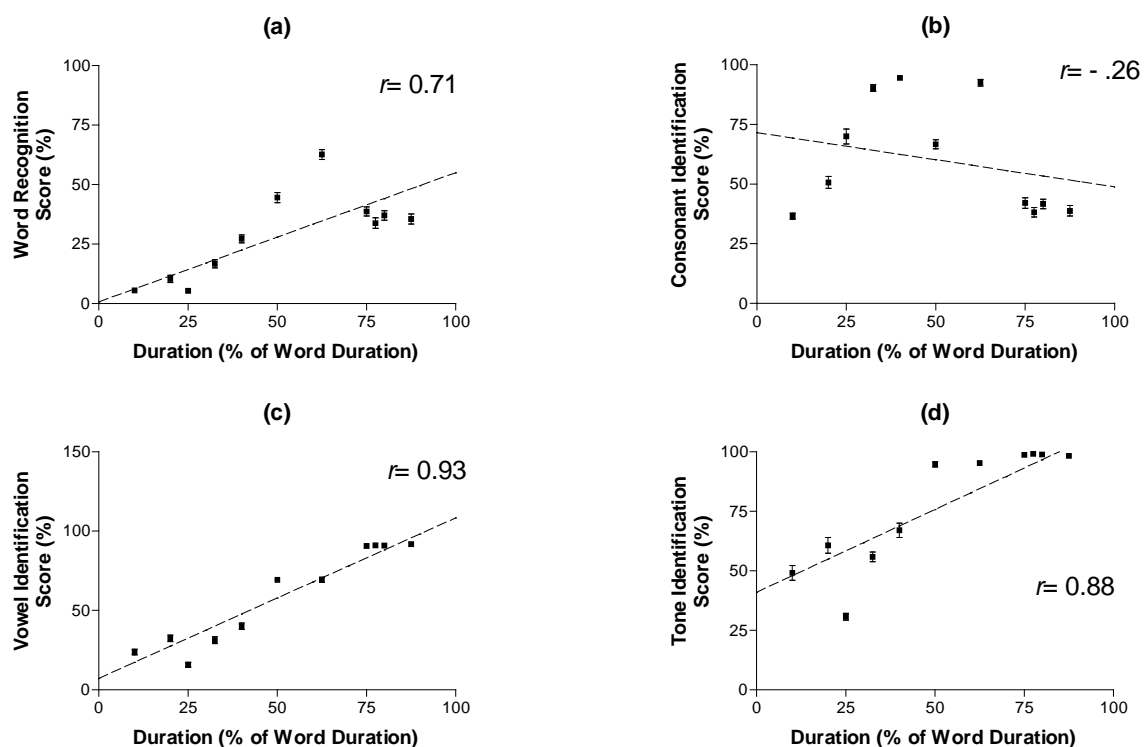 (a)
r= 0.71
Word Recognition
Score (%)
100
75
50
25
0
0 25 50 75 100
Duration (% of Word Duration)
(b)
r= - .26
Consonant Identification
Score (%)
100
75
50
25
0
0 25 50 75 100
Duration (% of Word Duration)
(c)
r= 0.93
Vowel Identification
Score (%)
150
100
50
0
0 25 50 75 100
Duration (% of Word Duration)
(d)
r= 0.88
Tone Identification
Score (%)
100
75
50
25
0
0 25 50 75 100
Duration (% of Word Duration)